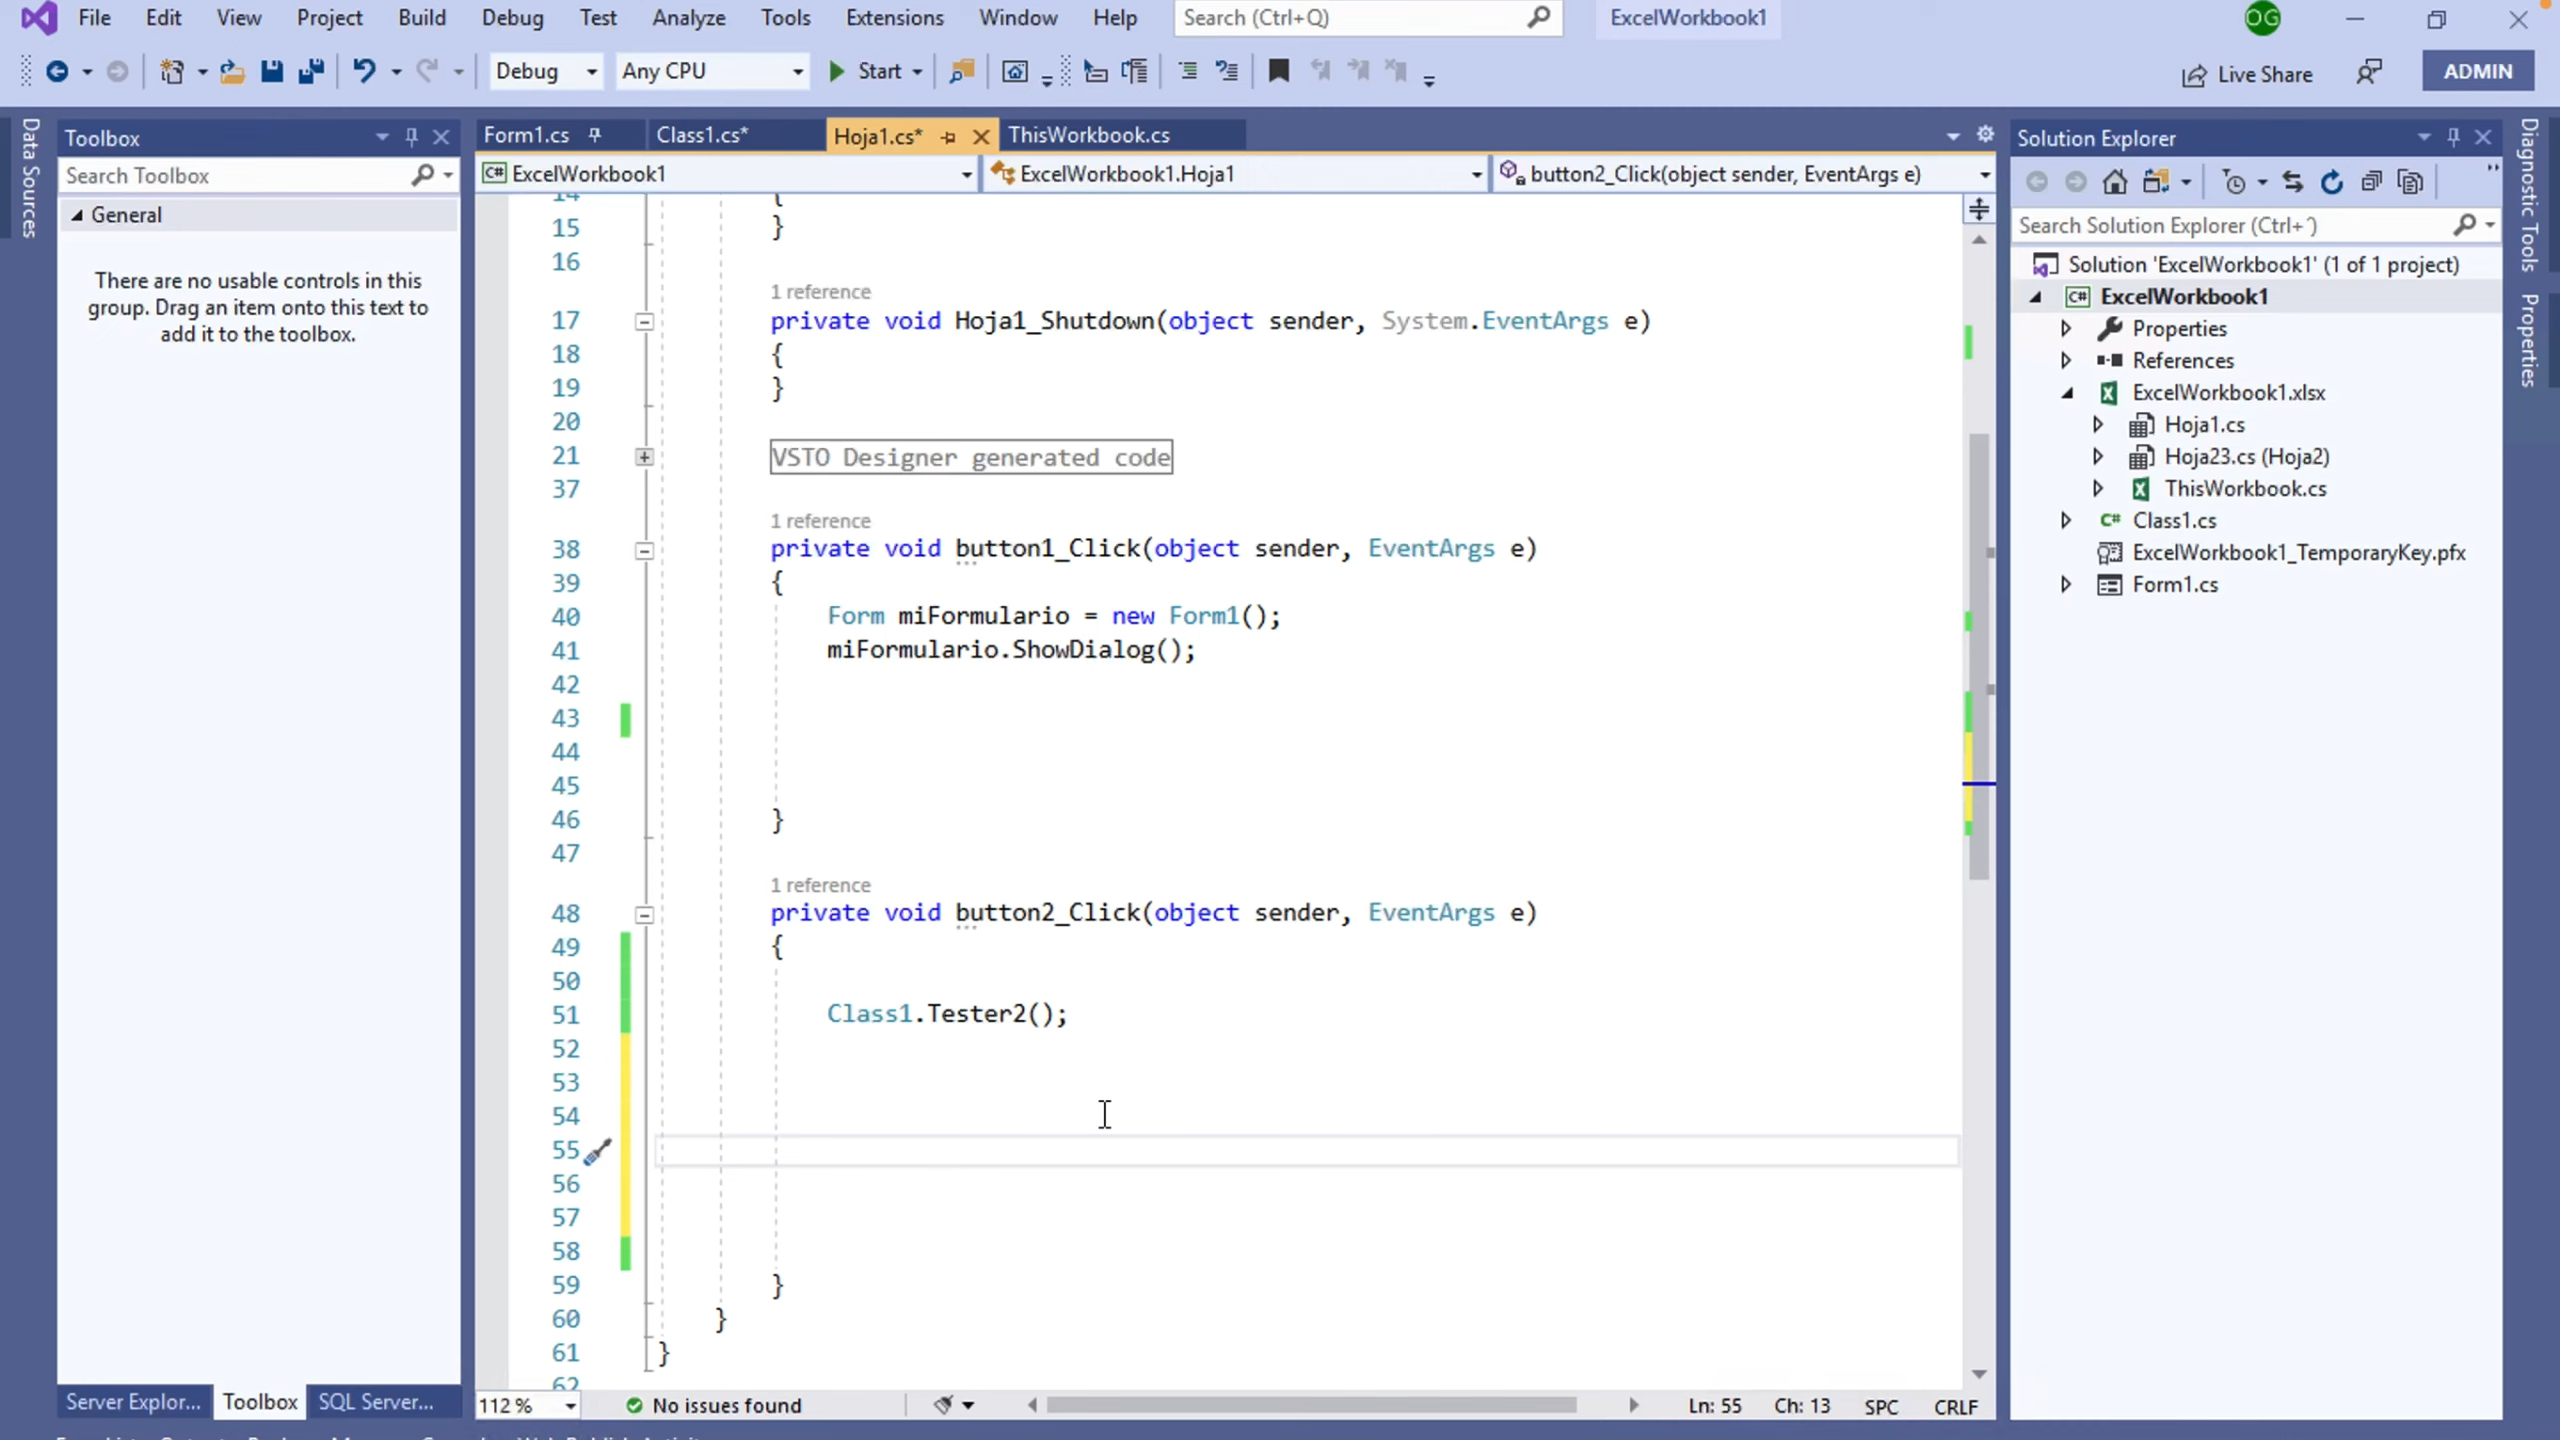 File Edit View Project Build Debug Test Analyze Tools Extensions Window Help Search (Ctrl+Q) ExcelWorkbook1 OG
Debug Any CPU Start Live Share ADMIN
Data Sources
Toolbox
Search Toolbox
General
There are no usable controls in this
group. Drag an item onto this text to
add it to the toolbox.
Server Explor... Toolbox SQL Server...
Form1.cs Class1.cs* Hoja1.cs* ThisWorkbook.cs
C# ExcelWorkbook1 ExcelWorkbook1.Hoja1 button2_Click(object sender, EventArgs e)
14 {
15 }
16
1 reference
17 private void Hoja1_Shutdown(object sender, System.EventArgs e)
18 {
19 }
20
21 VSTO Designer generated code
37
1 reference
38 private void button1_Click(object sender, EventArgs e)
39 {
40 Form miFormulario = new Form1();
41 miFormulario.ShowDialog();
42
43
44
45
46 }
47
1 reference
48 private void button2_Click(object sender, EventArgs e)
49 {
50
51 Class1.Tester2();
52
53
54
55
56
57
58
59 }
60 }
61 }
62
112 % No issues found Ln: 55 Ch: 13 SPC CRLF
Solution Explorer
Search Solution Explorer (Ctrl+´)
Solution 'ExcelWorkbook1' (1 of 1 project)
C# ExcelWorkbook1
Properties
References
ExcelWorkbook1.xlsx
Hoja1.cs
Hoja23.cs (Hoja2)
ThisWorkbook.cs
C# Class1.cs
ExcelWorkbook1_TemporaryKey.pfx
Form1.cs
Diagnostic Tools
Properties